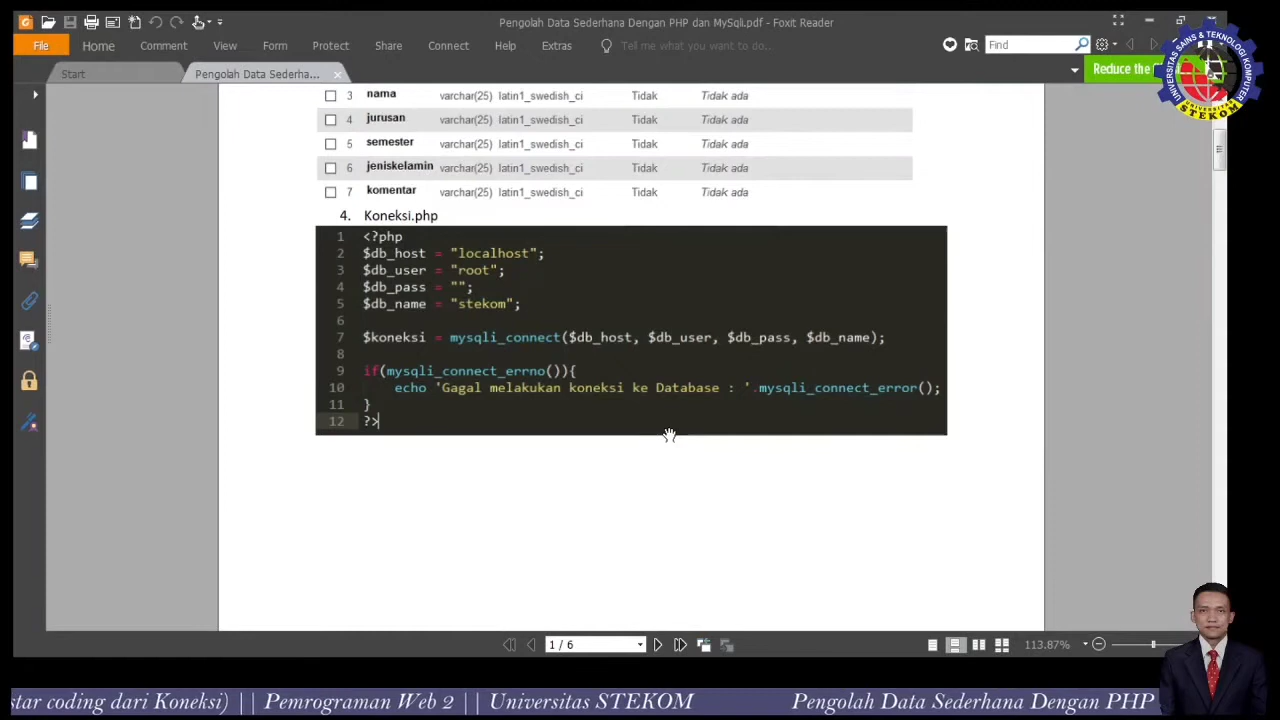 Pengolah Data Sederhana Dengan PHP dan MySqli.pdf - Foxit Reader
File Home Comment View Form Protect Share Connect Help Extras Tell me what you want to do... Find
Start Pengolah Data Sederha... Reduce the
UNIVERSITAS SAINS & TEKNOLOGI KOMPUTER
UNIVERSITAS
STEKOM
3 nama varchar(25) latin1_swedish_ci Tidak Tidak ada
4 jurusan varchar(25) latin1_swedish_ci Tidak Tidak ada
5 semester varchar(25) latin1_swedish_ci Tidak Tidak ada
6 jeniskelamin varchar(25) latin1_swedish_ci Tidak Tidak ada
7 komentar varchar(25) latin1_swedish_ci Tidak Tidak ada
4. Koneksi.php
1 <?php
2 $db_host = "localhost";
3 $db_user = "root";
4 $db_pass = "";
5 $db_name = "stekom";
6
7 $koneksi = mysqli_connect($db_host, $db_user, $db_pass, $db_name);
8
9 if(mysqli_connect_errno()){
10 echo 'Gagal melakukan koneksi ke Database : '.mysqli_connect_error();
11 }
12 ?>
1 / 6 113.87%
star coding dari Koneksi) || Pemrograman Web 2 || Universitas STEKOM Pengolah Data Sederhana Dengan PHP